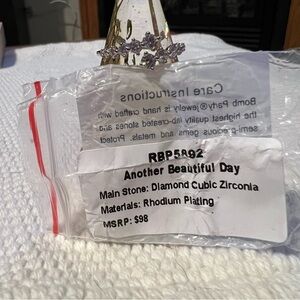 Care Instructions
Bomb Party® jewelry is hand crafted with
the highest quality lab-created stones and
semi-precious gems and metals. Protect
RBP5892
Another Beautiful Day
Main Stone: Diamond Cubic Zirconia
Materials: Rhodium Plating
MSRP: $98